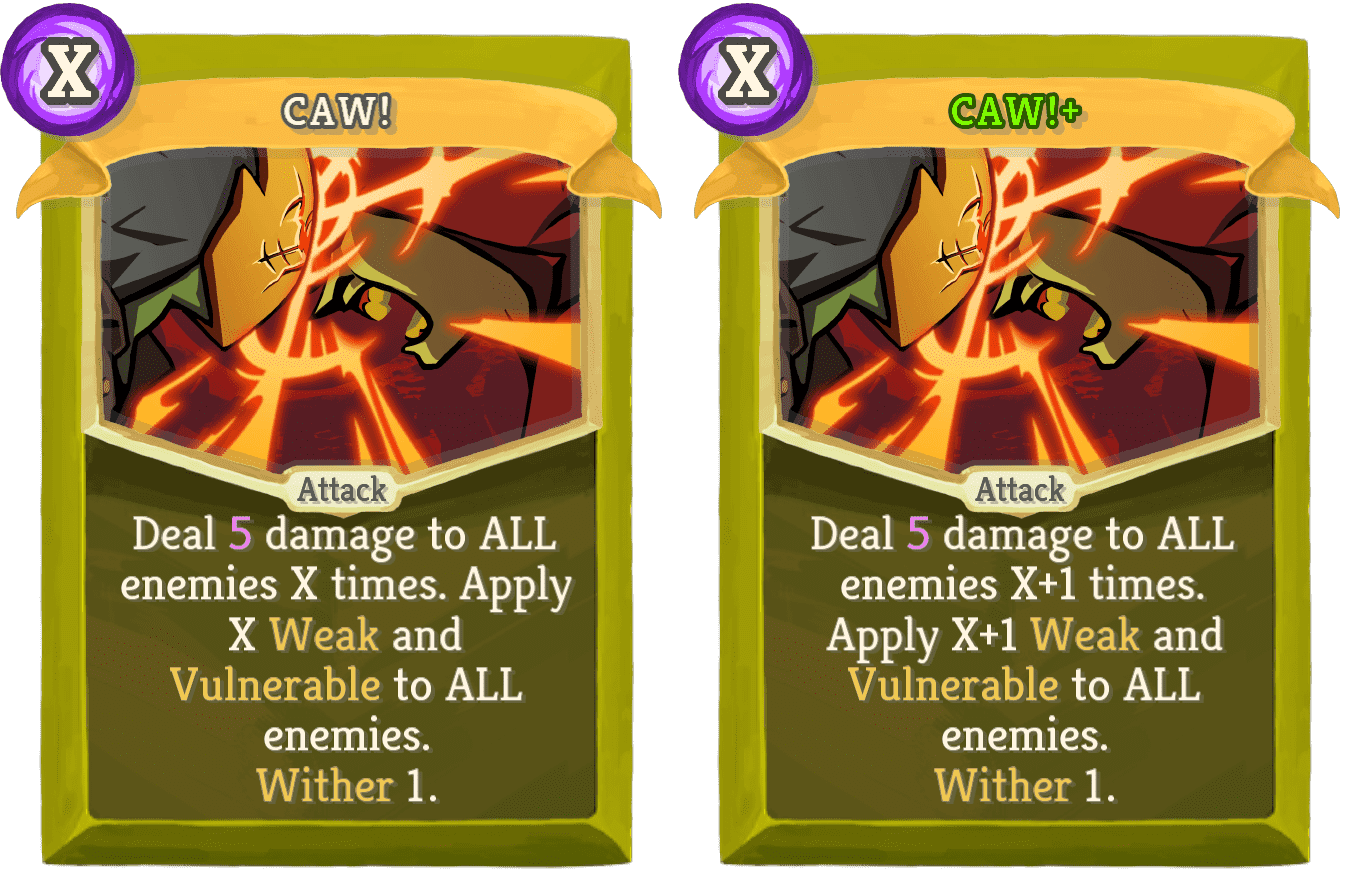 X
CAW!
Attack
Deal 5 damage to ALL
enemies X times. Apply
X Weak and
Vulnerable to ALL
enemies.
Wither 1.
X
CAW!+
Attack
Deal 5 damage to ALL
enemies X+1 times.
Apply X+1 Weak and
Vulnerable to ALL
enemies.
Wither 1.